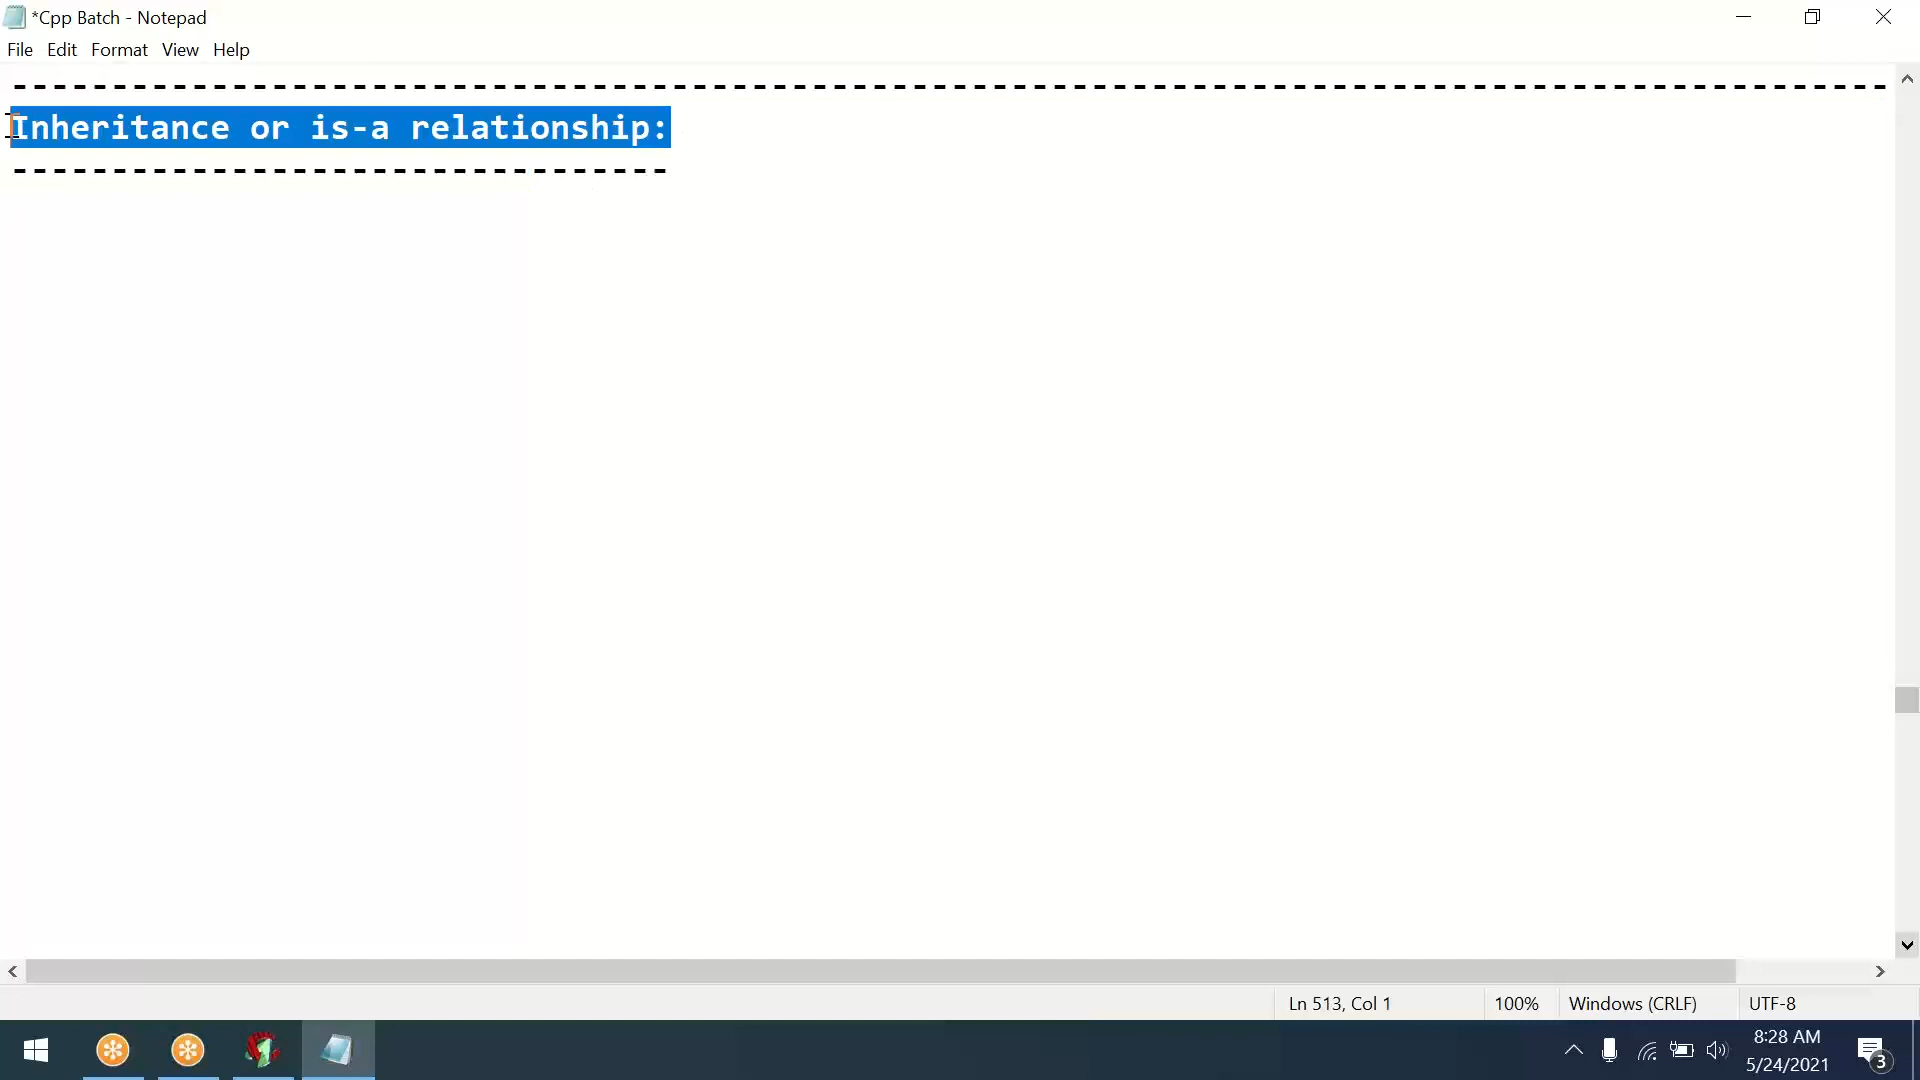 *Cpp Batch - Notepad
File Edit Format View Help
----------------------------------------------------------------------------------------------
Inheritance or is-a relationship:
---------------------------------
Ln 513, Col 1 100% Windows (CRLF) UTF-8
8:28 AM
5/24/2021
3